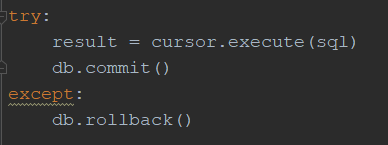 try:
    result = cursor.execute(sql)
    db.commit()
except:
    db.rollback()